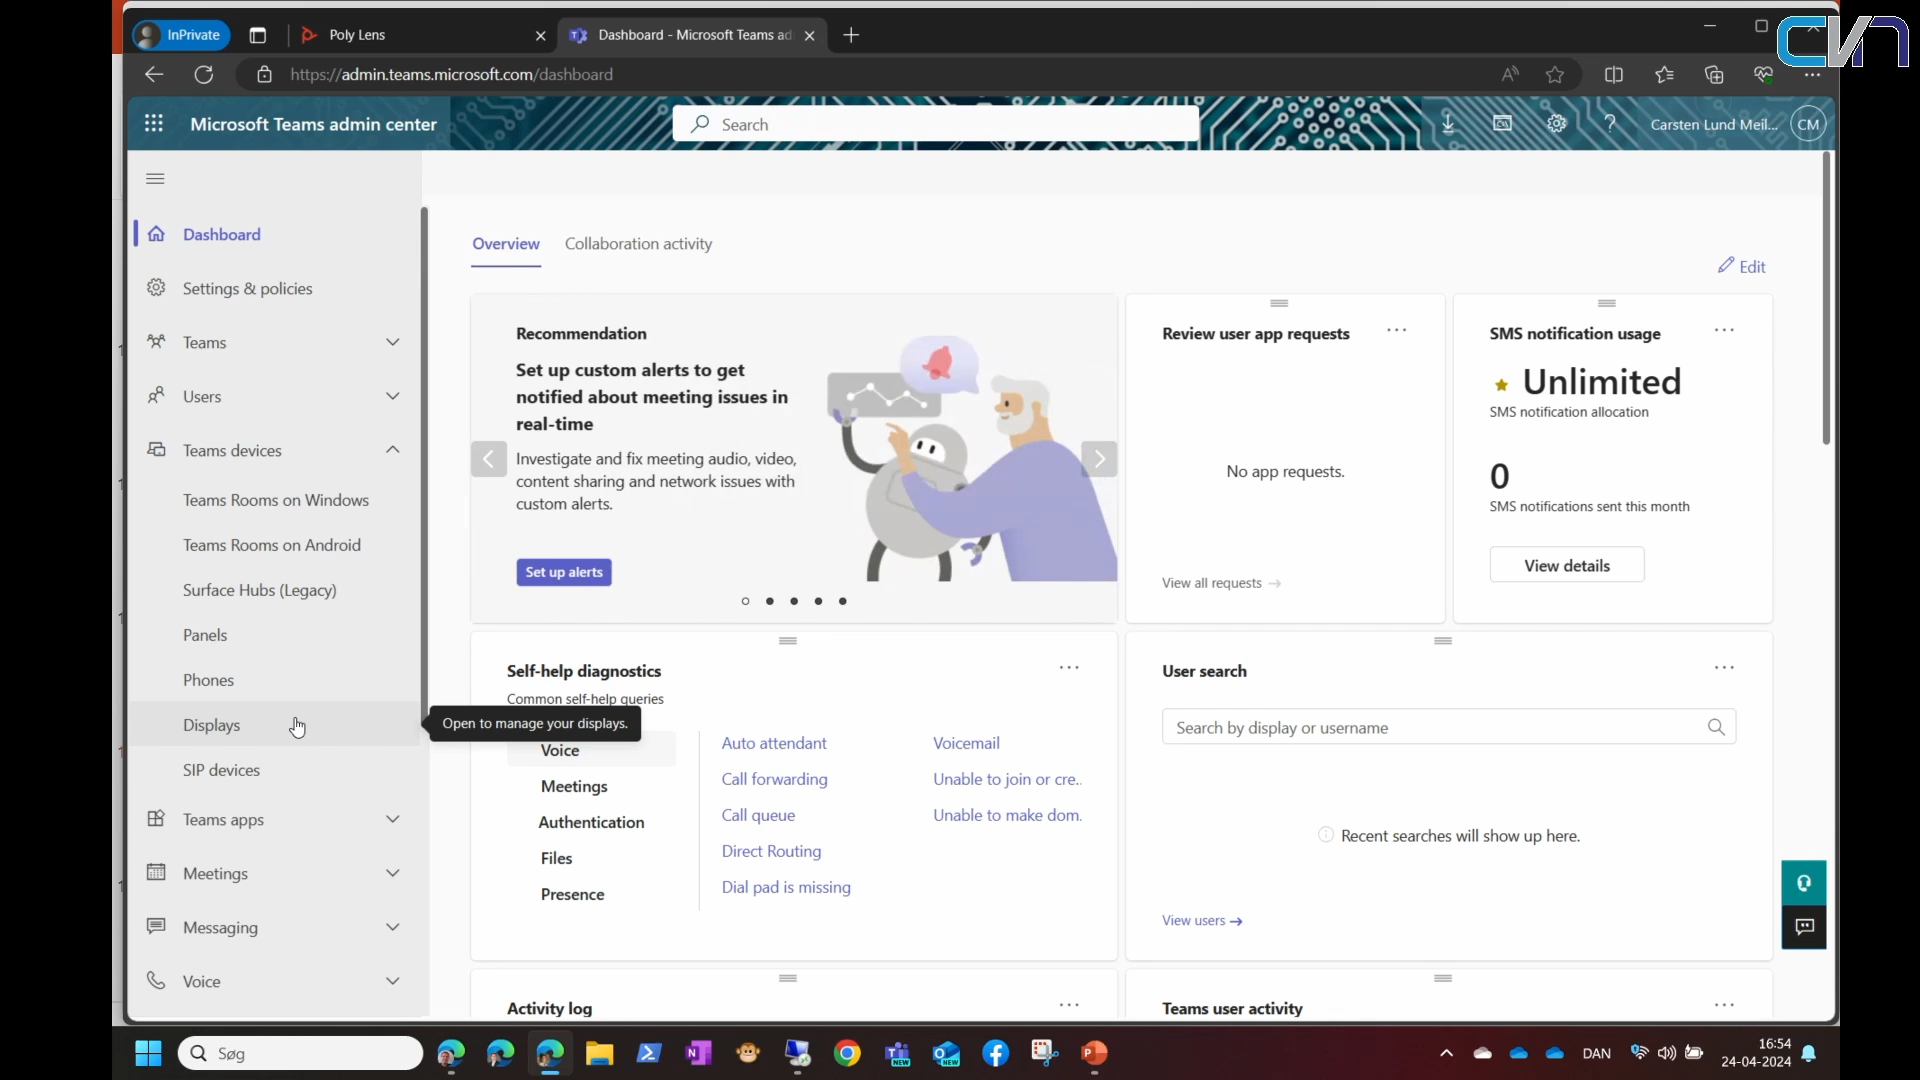 InPrivate
Poly Lens
Dashboard - Microsoft Teams ad
CVN
https://admin.teams.microsoft.com/dashboard
Microsoft Teams admin center
Search
Carsten Lund Meil...
CM
Dashboard
Settings & policies
Teams
Users
Teams devices
Teams Rooms on Windows
Teams Rooms on Android
Surface Hubs (Legacy)
Panels
Phones
Displays
SIP devices
Teams apps
Meetings
Messaging
Voice
Open to manage your displays.
Overview
Collaboration activity
Edit
Recommendation
Set up custom alerts to get
notified about meeting issues in
real-time
Investigate and fix meeting audio, video,
content sharing and network issues with
custom alerts.
Set up alerts
Review user app requests
No app requests.
View all requests →
SMS notification usage
Unlimited
SMS notification allocation
0
SMS notifications sent this month
View details
Self-help diagnostics
Common self-help queries
Voice
Meetings
Authentication
Files
Presence
Auto attendant
Call forwarding
Call queue
Direct Routing
Dial pad is missing
Voicemail
Unable to join or cre..
Unable to make dom.
User search
Search by display or username
Recent searches will show up here.
View users →
Activity log
Teams user activity
Søg
NEW
NEW
DAN
16:54
24-04-2024